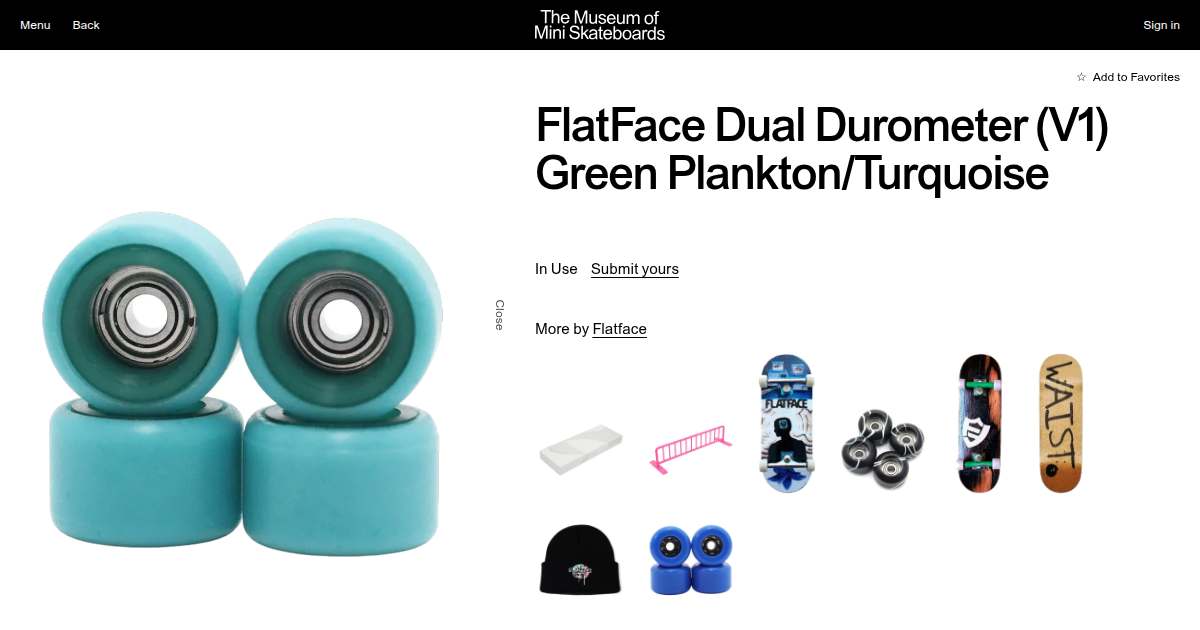 Menu Back
The Museum of
Mini Skateboards
Sign in
☆ Add to Favorites
FlatFace Dual Durometer (V1)
Green Plankton/Turquoise
In Use Submit yours
Close
More by Flatface
FLATFACE
WAIST